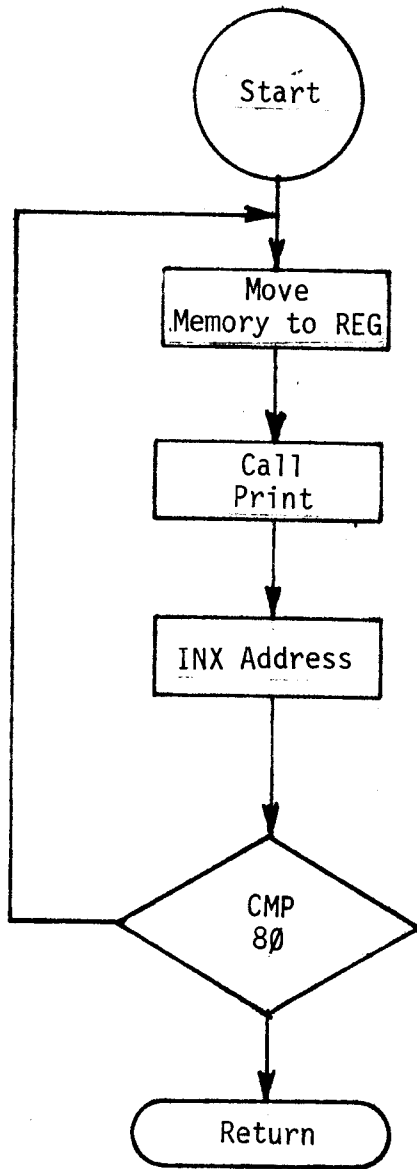 Start
Move
Memory to REG
Call
Print
INX Address
CMP
8Ø
Return